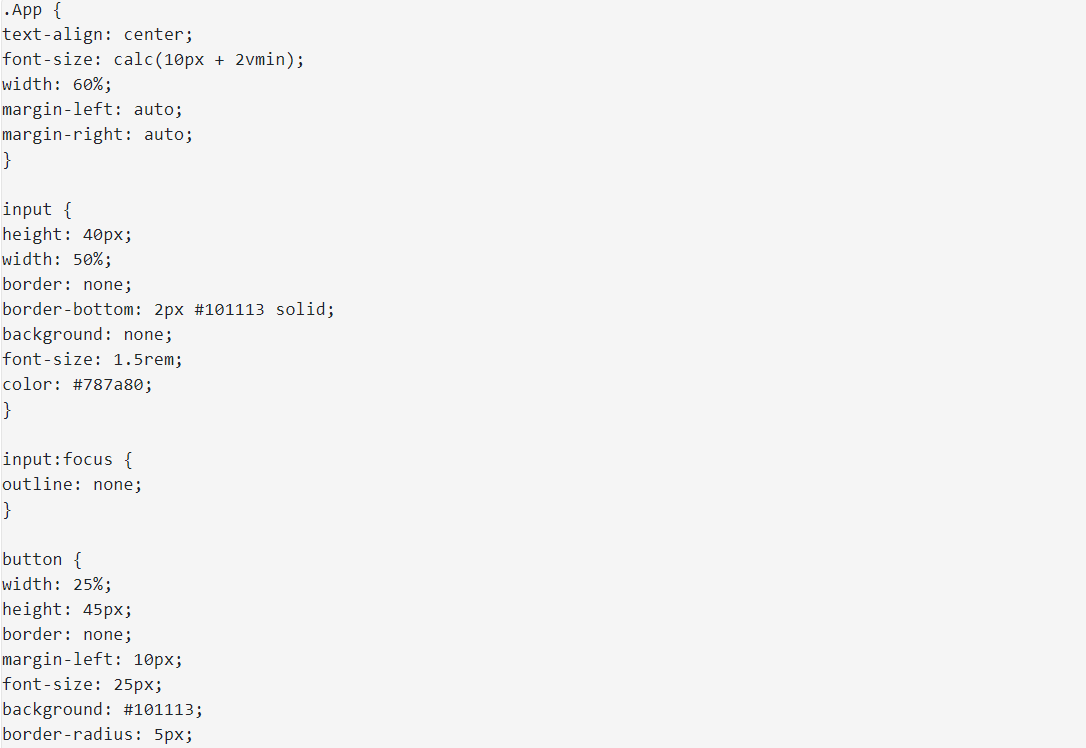 .App {
text-align: center;
font-size: calc(10px + 2vmin);
width: 60%;
margin-left: auto;
margin-right: auto;
}
input {
height: 40px;
width: 50%;
border: none;
border-bottom: 2px #101113 solid;
background: none;
font-size: 1.5rem;
color: #787a80;
}
input:focus {
outline: none;
}
button {
width: 25%;
height: 45px;
border: none;
margin-left: 10px;
font-size: 25px;
background: #101113;
border-radius: 5px;